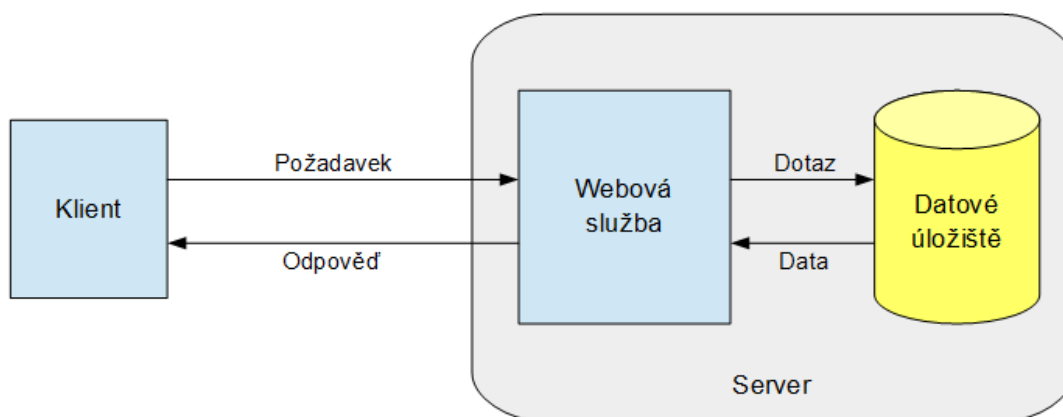 Klient
Požadavek
Odpověď
Webová
služba
Dotaz
Data
Datové
úložiště
Server